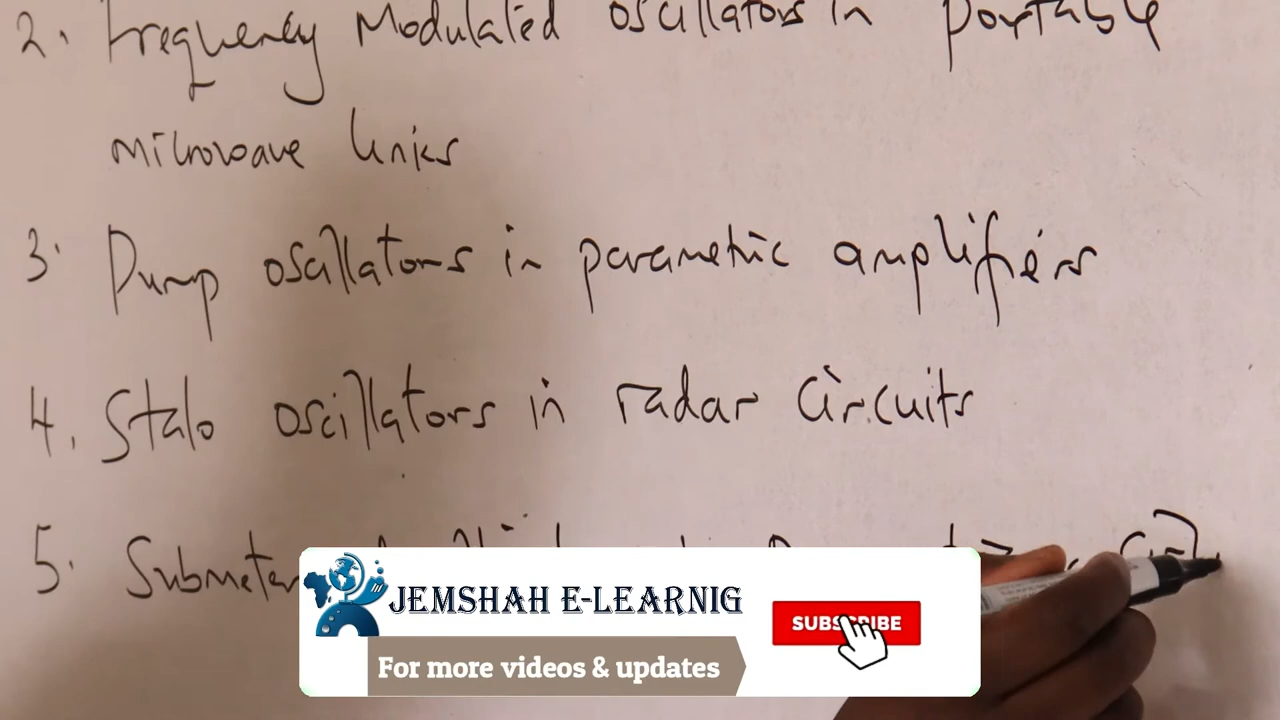 2. Frequency Modulated oscillators in portable
microwave links
3. Pump oscillators in parametric amplifiers
4. Stalo oscillators in radar circuits
5. Submeter
JEMSHAH E-LEARNIG
SUBSCRIBE
For more videos & updates